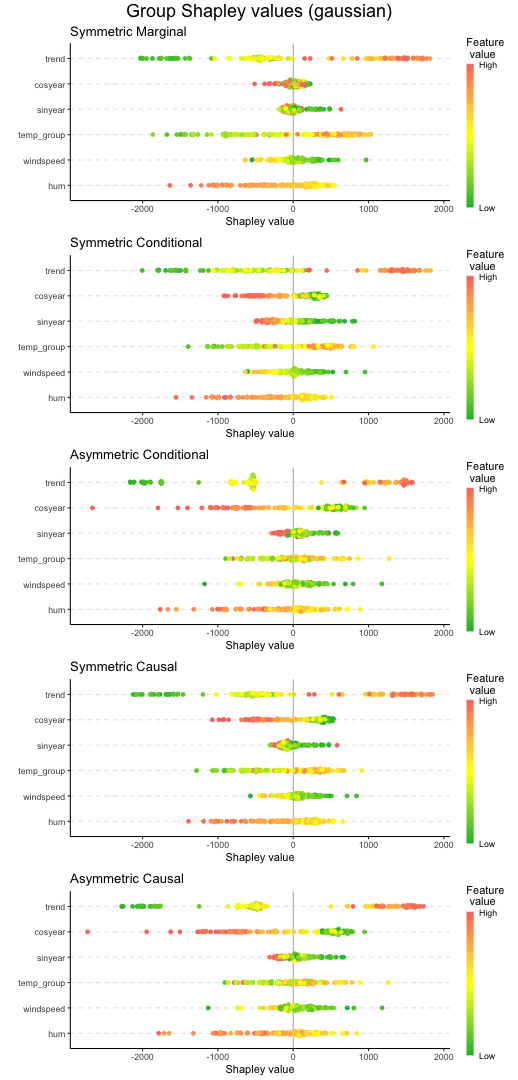 Group Shapley values (gaussian)
Symmetric Marginal
trend
cosyear
sinyear
temp_group
windspeed
hum
-2000 -1000 0 1000 2000
Shapley value
Feature
value
High
Low
Symmetric Conditional
trend
cosyear
sinyear
temp_group
windspeed
hum
-2000 -1000 0 1000 2000
Shapley value
Feature
value
High
Low
Asymmetric Conditional
trend
cosyear
sinyear
temp_group
windspeed
hum
-2000 -1000 0 1000 2000
Shapley value
Feature
value
High
Low
Symmetric Causal
trend
cosyear
sinyear
temp_group
windspeed
hum
-2000 -1000 0 1000 2000
Shapley value
Feature
value
High
Low
Asymmetric Causal
trend
cosyear
sinyear
temp_group
windspeed
hum
-2000 -1000 0 1000 2000
Shapley value
Feature
value
High
Low